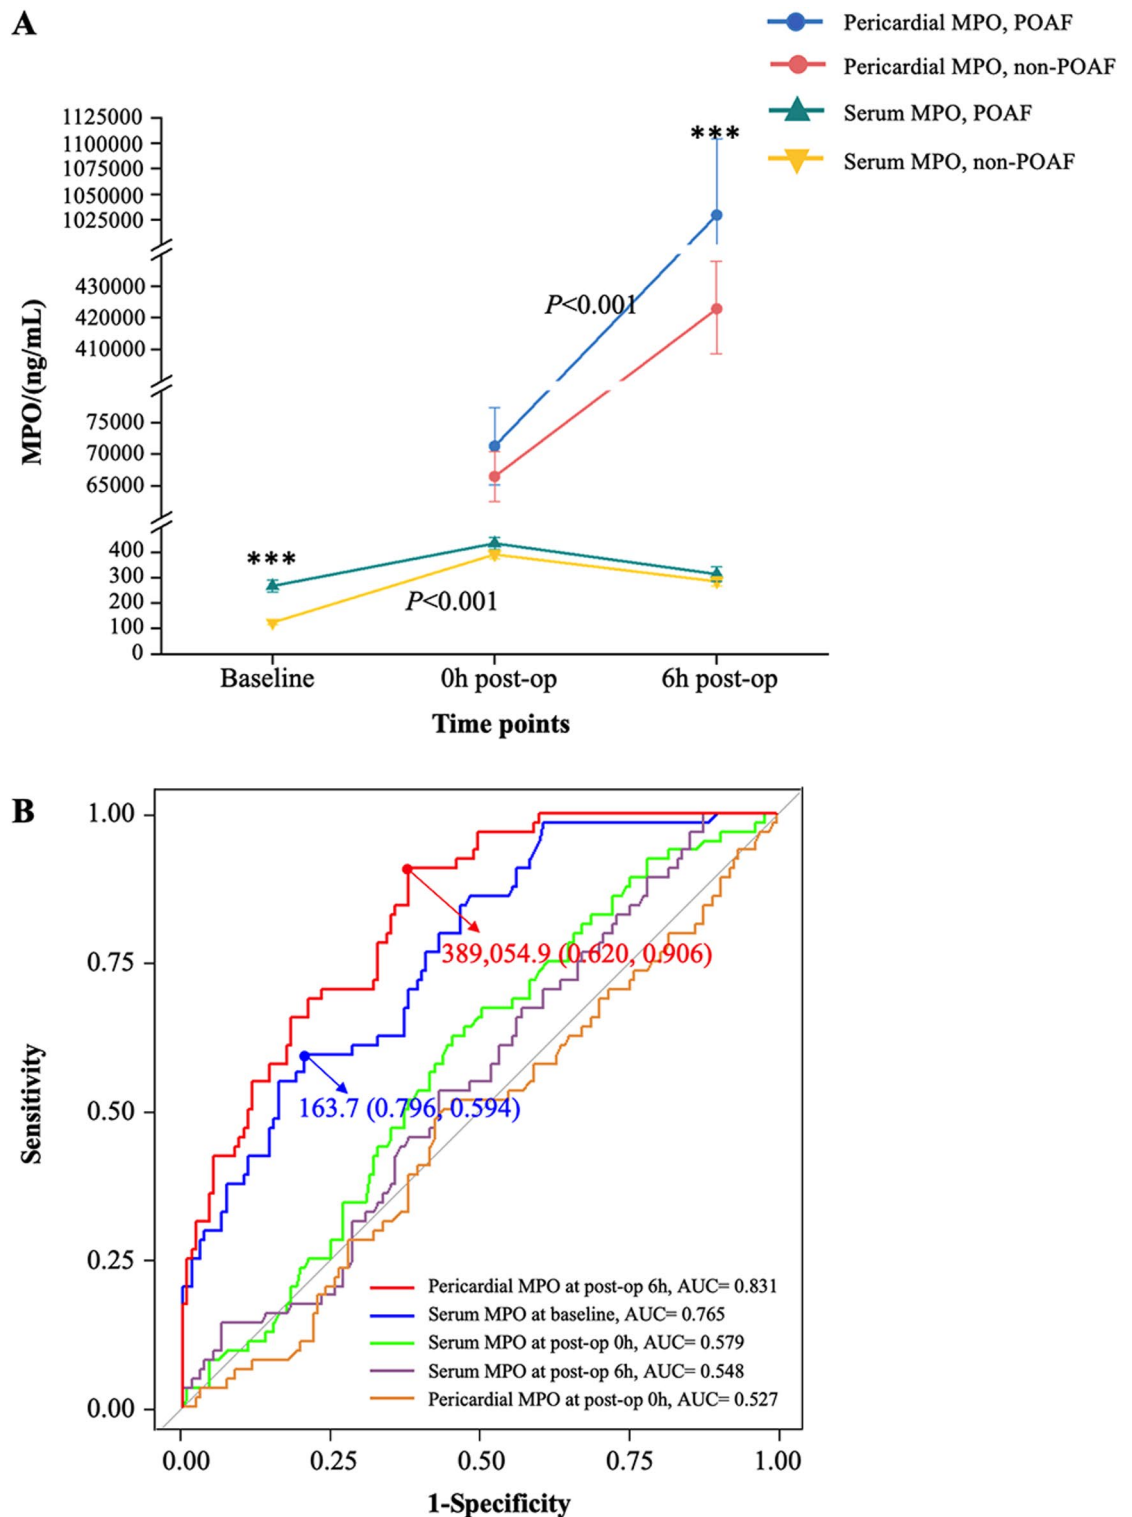 A
Pericardial MPO, POAF
Pericardial MPO, non-POAF
Serum MPO, POAF
Serum MPO, non-POAF
1125000
1100000
1075000
1050000
1025000
430000
420000
410000
75000
70000
65000
400
300
200
100
0
MPO/(ng/mL)
***
P<0.001
***
P<0.001
Baseline
0h post-op
6h post-op
Time points
B
1.00
0.75
0.50
0.25
0.00
Sensitivity
389,054.9 (0.620, 0.906)
163.7 (0.796, 0.594)
Pericardial MPO at post-op 6h, AUC= 0.831
Serum MPO at baseline, AUC= 0.765
Serum MPO at post-op 0h, AUC= 0.579
Serum MPO at post-op 6h, AUC= 0.548
Pericardial MPO at post-op 0h, AUC= 0.527
0.00
0.25
0.50
0.75
1.00
1-Specificity